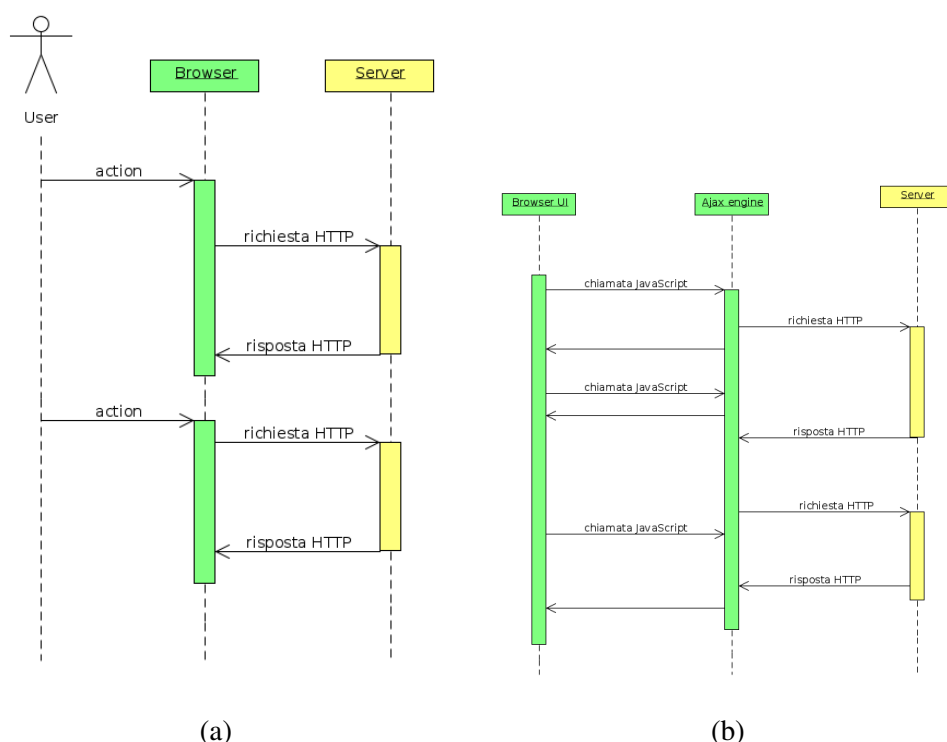 User
Browser
Server
action
richiesta HTTP
risposta HTTP
action
richiesta HTTP
risposta HTTP
(a)
Browser UI
Ajax engine
Server
chiamata JavaScript
richiesta HTTP
chiamata JavaScript
risposta HTTP
richiesta HTTP
chiamata JavaScript
risposta HTTP
(b)